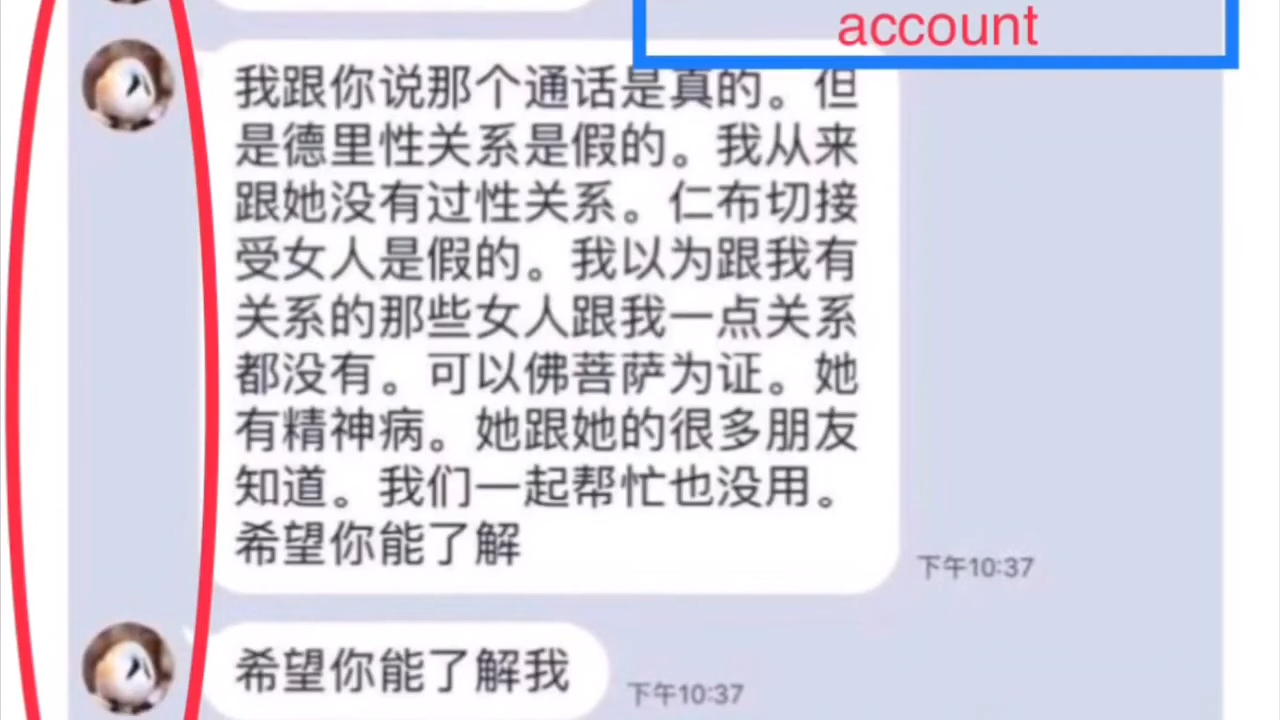 account
我跟你说那个通话是真的。但
是德里性关系是假的。我从来
跟她没有过性关系。仁布切接
受女人是假的。我以为跟我有
关系的那些女人跟我一点关系
都没有。可以佛菩萨为证。她
有精神病。她跟她的很多朋友
知道。我们一起帮忙也没用。
希望你能了解
下午10:37
希望你能了解我
下午10:37